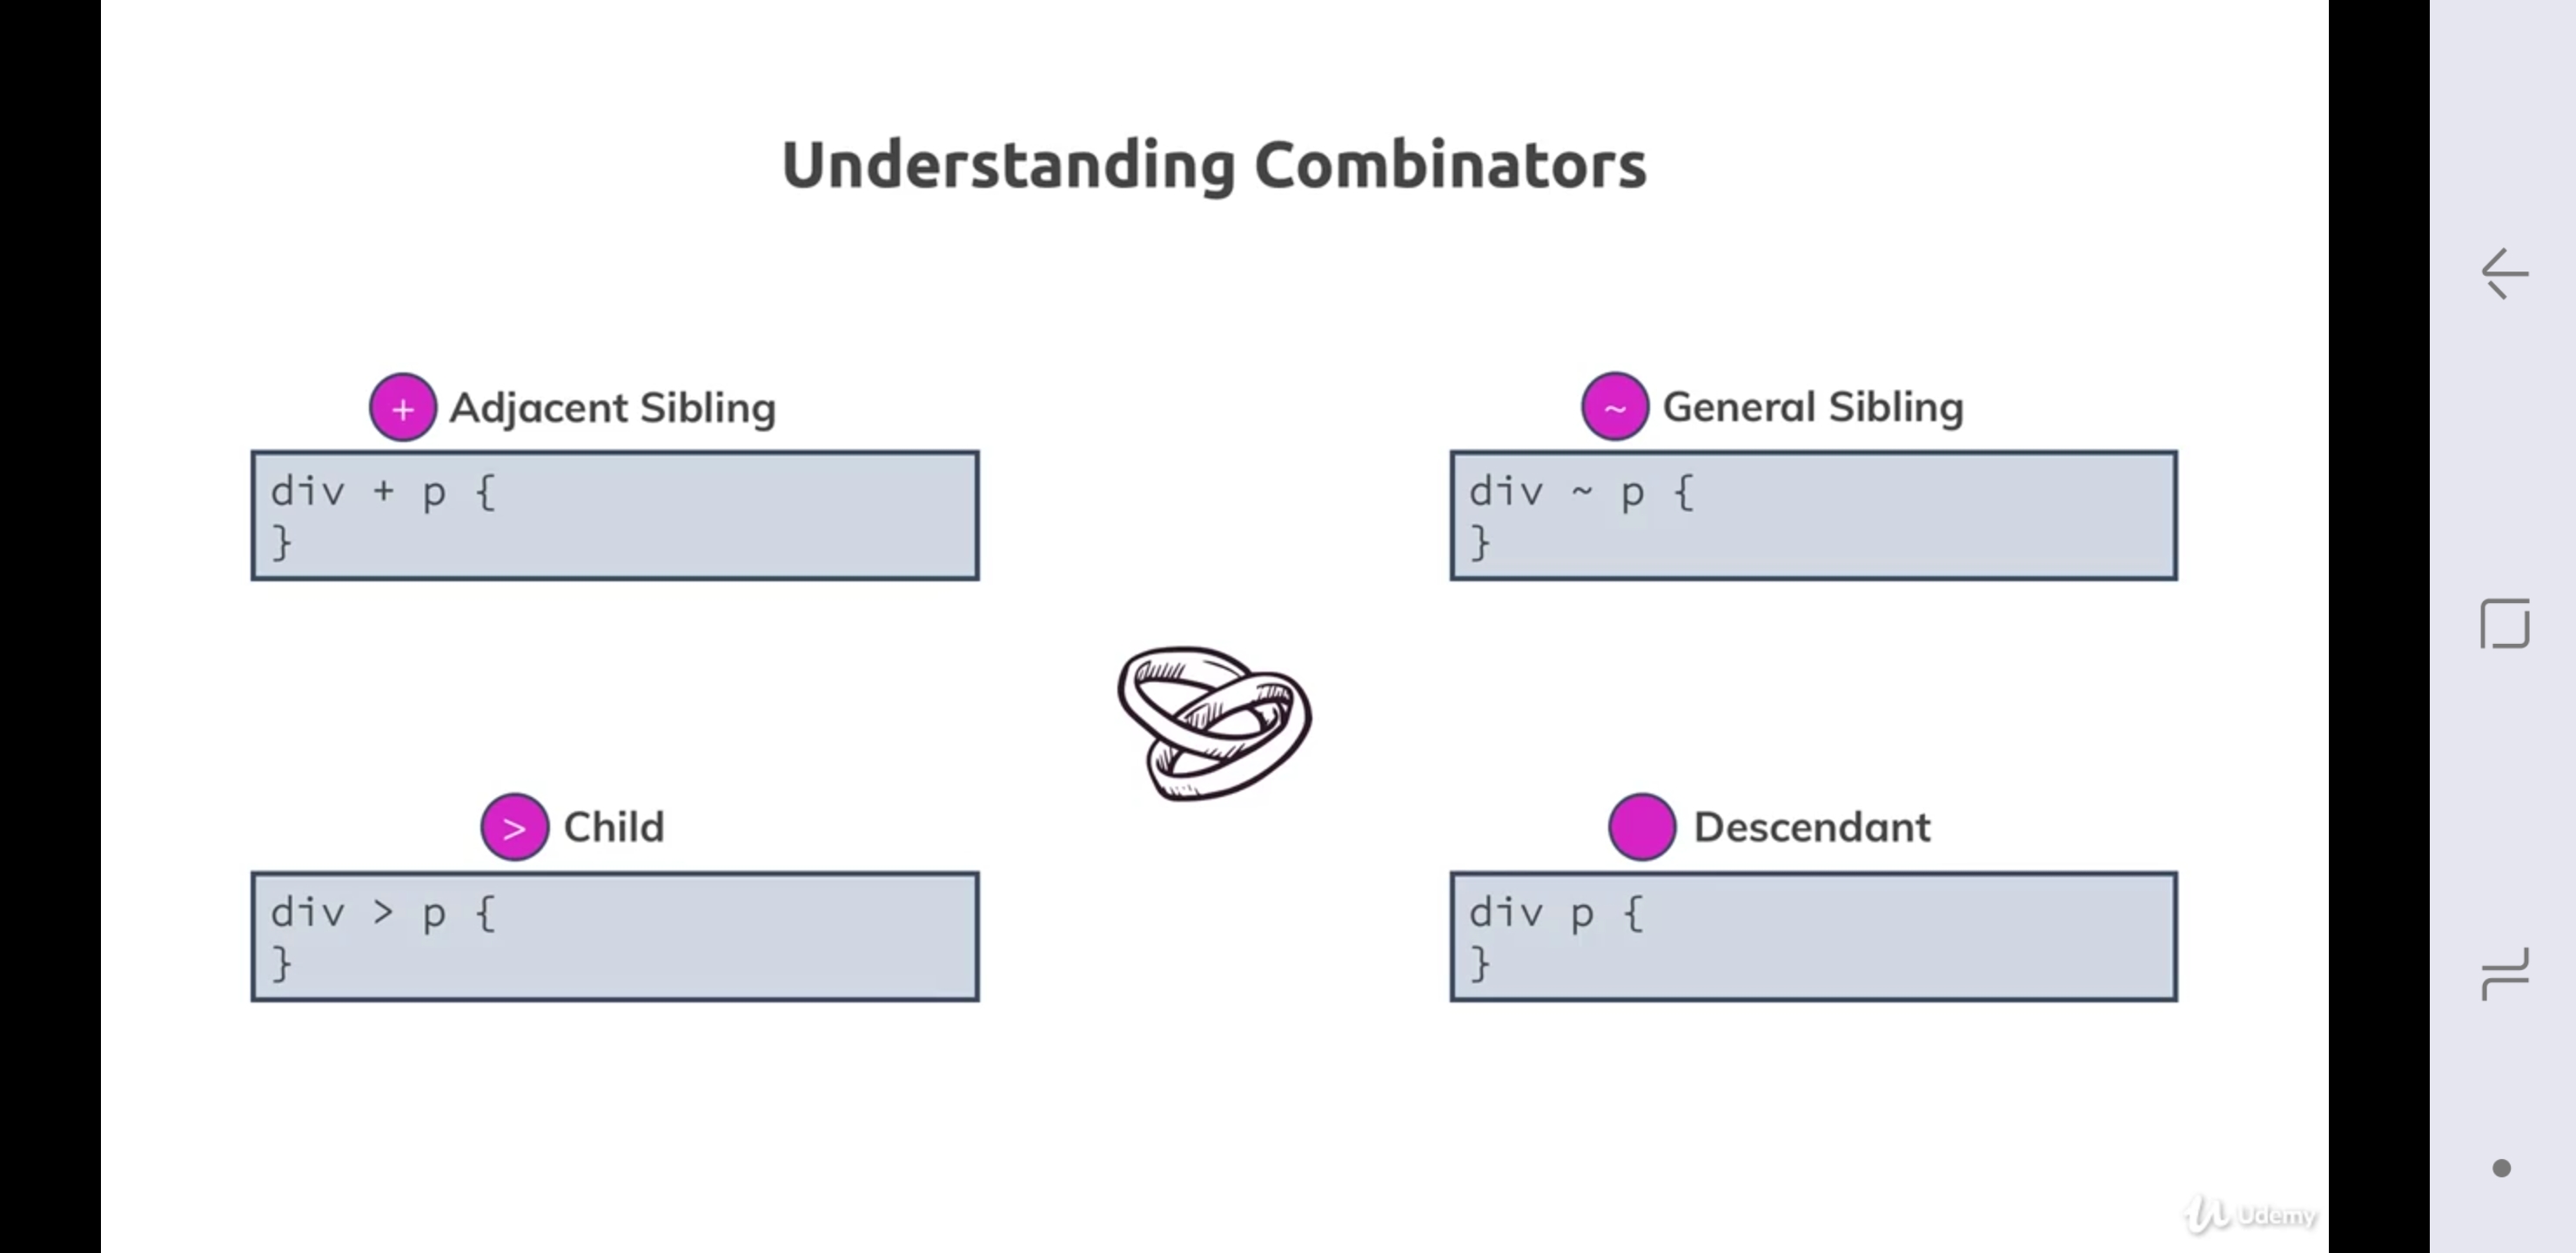 Understanding Combinators
+ Adjacent Sibling
div + p {
}
~ General Sibling
div ~ p {
}
> Child
div > p {
}
Descendant
div p {
}
Udemy